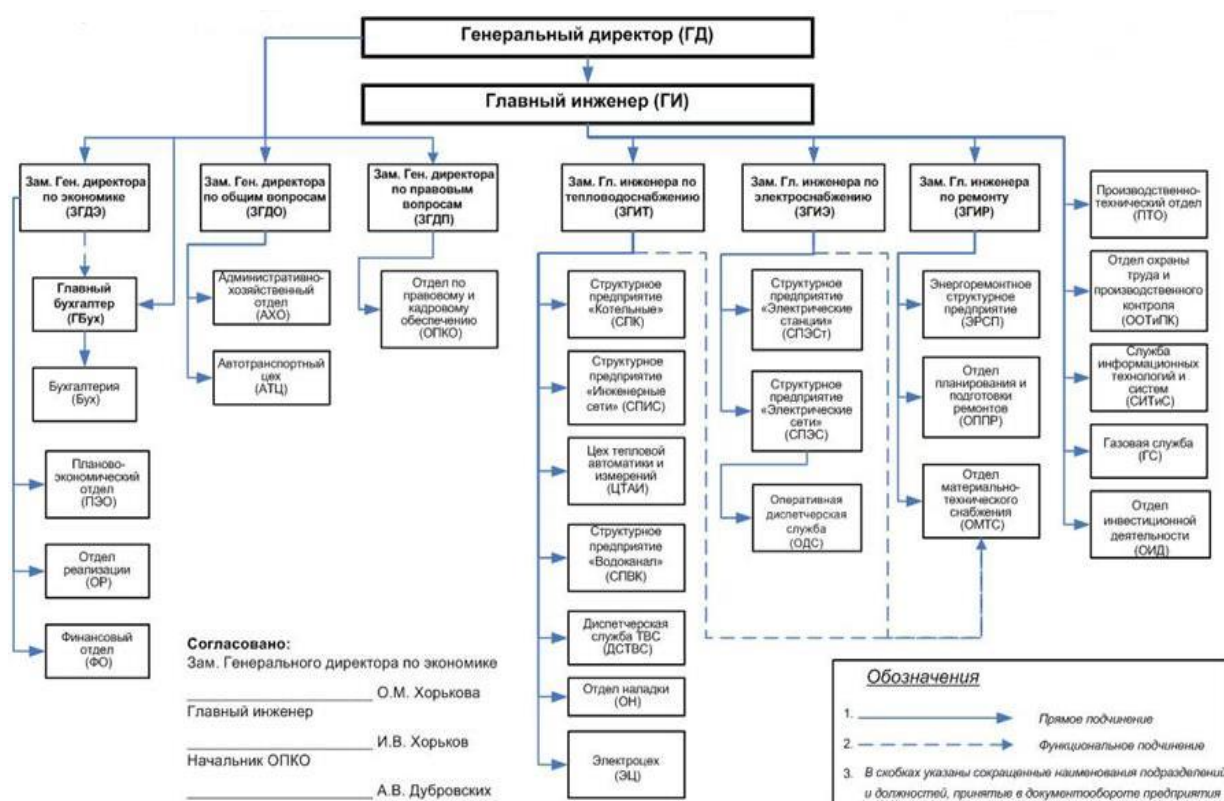 Генеральный директор (ГД)
Главный инженер (ГИ)
Зам. Ген. директора
по экономике
(ЗГДЭ)
Зам. Ген. директора
по общим вопросам
(ЗГДО)
Зам. Ген. директора
по правовым
вопросам
(ЗГДП)
Зам. Гл. инженера по
тепловодоснабжению
(ЗГИТ)
Зам. Гл. инженера по
электроснабжению
(ЗГИЭ)
Зам. Гл. инженера
по ремонту
(ЗГИР)
Производственно-
технический отдел
(ПТО)
Главный
бухгалтер
(ГБух)
Бухгалтерия
(Бух)
Планово-
экономический
отдел
(ПЭО)
Отдел
реализации
(ОР)
Финансовый
отдел
(ФО)
Административно-
хозяйственный
отдел
(АХО)
Автотранспортный
цех
(АТЦ)
Отдел по
правовому и
кадровому
обеспечению
(ОПКО)
Структурное
предприятие
«Котельные»
(СПК)
Структурное
предприятие
«Инженерные
сети» (СПИС)
Цех тепловой
автоматики и
измерений
(ЦТАИ)
Структурное
предприятие
«Водоканал»
(СПВК)
Диспетчерская
служба ТВС
(ДСТВС)
Отдел наладки
(ОН)
Электроцех
(ЭЦ)
Структурное
предприятие
«Электрические
станции»
(СПЭСт)
Структурное
предприятие
«Электрические
сети»
(СПЭС)
Оперативная
диспетчерская
служба
(ОДС)
Энергоремонтное
структурное
предприятие
(ЭРСП)
Отдел
планирования и
подготовки
ремонтов
(ОППР)
Отдел
материально-
технического
снабжения
(ОМТС)
Отдел охраны
труда и
производственного
контроля
(ООТиПК)
Служба
информационных
технологий и
систем
(СИТиС)
Газовая служба
(ГС)
Отдел
инвестиционной
деятельности
(ОИД)
Согласовано:
Зам. Генерального директора по экономике
О.М. Хорькова
Главный инженер
И.В. Хорьков
Начальник ОПКО
А.В. Дубровских
Обозначения
1. Прямое подчинение
2. Функциональное подчинение
3. В скобках указаны сокращенные наименования подразделений
и должностей, принятые в документообороте предприятия